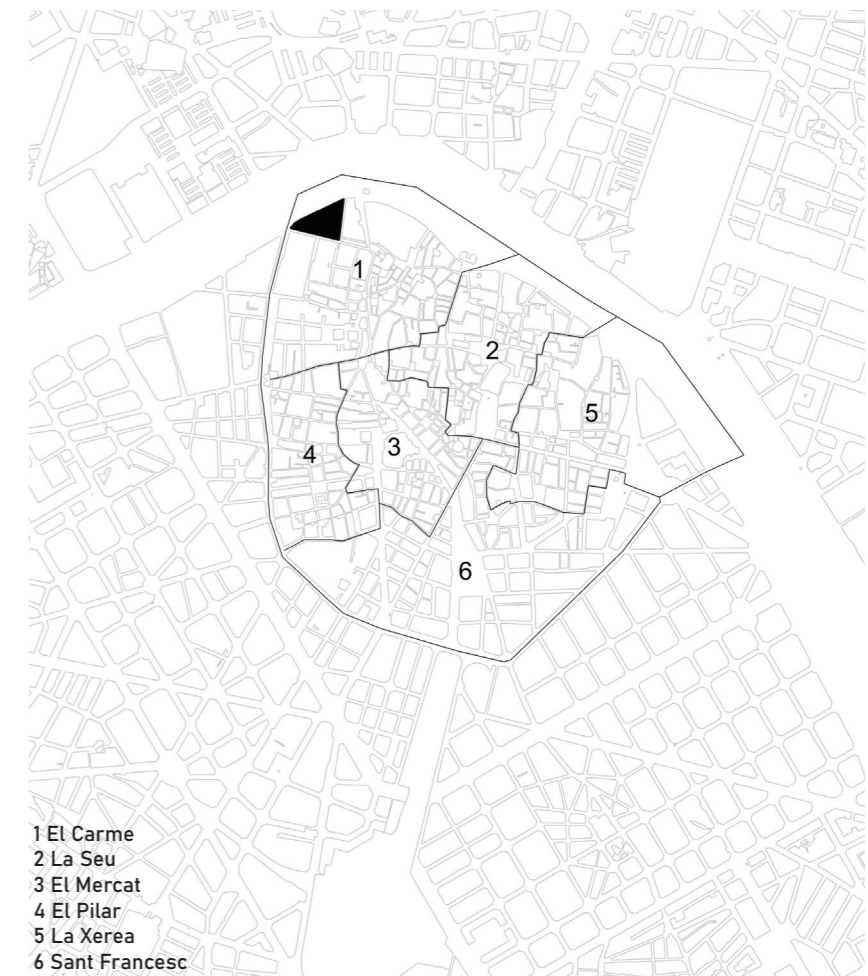 1
2
5
3
4
6
1 El Carme
2 La Seu
3 El Mercat
4 El Pilar
5 La Xerea
6 Sant Francesc